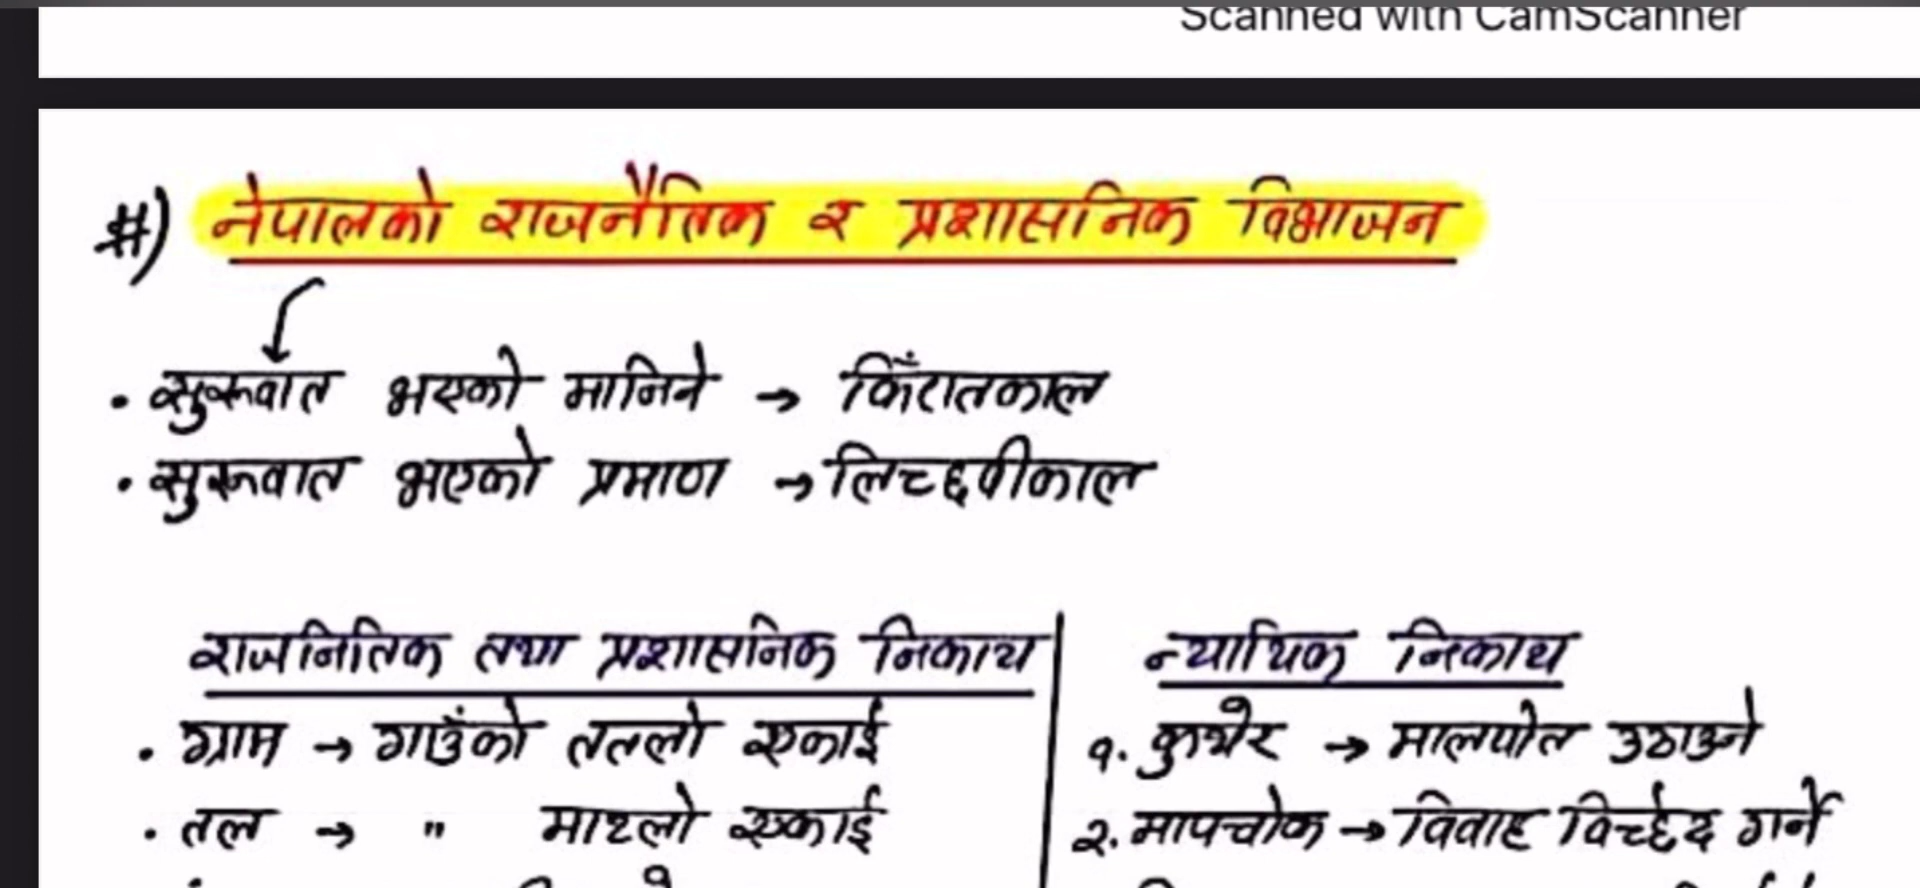 Scanned with CamScanner
#) नेपालको राजनैतिक र प्रशासनिक विभाजन
• सुरूवात भएको मानिने → किँरातकाल
• सुरूवात भएको प्रमाण → लिच्छवीकाल
राजनितिक तथा प्रशासनिक निकाय
• ग्राम → गाउँको तल्लो एकाई
• तल → " माथ्लो एकाई
न्यायिक निकाय
१. कुथेर → मालपोत उठाउने
२. मापचोक → विवाह विच्छेद गर्ने